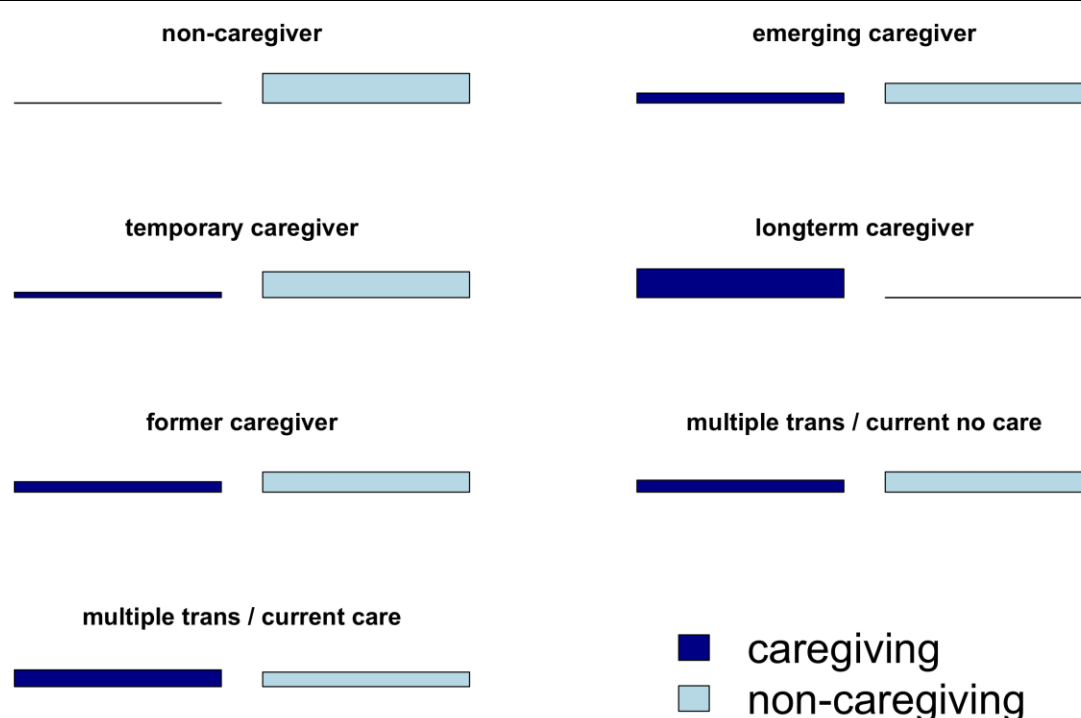 non-caregiver
emerging caregiver
temporary caregiver
longterm caregiver
former caregiver
multiple trans / current no care
multiple trans / current care
caregiving
non-caregiving